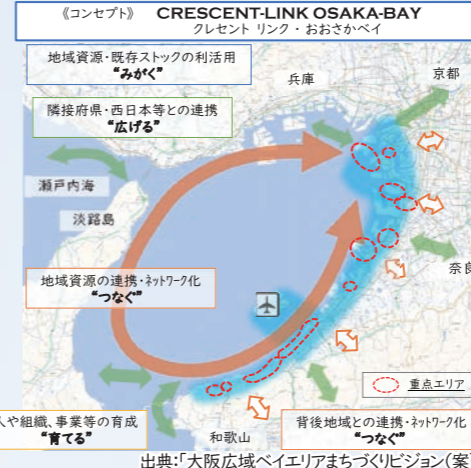 《コンセプト》 CRESCENT-LINK OSAKA-BAY
クレセント リンク・おおさかベイ
地域資源・既存ストックの利活用
“みがく”
兵庫
京都
隣接府県・西日本等との連携
“広げる”
瀬戸内海
淡路島
奈良
地域資源の連携・ネットワーク化
“つなぐ”
重点エリア
人や組織、事業等の育成
“育てる”
和歌山
背後地域との連携・ネットワーク化
“つなぐ”
出典:「大阪広域ベイエリアまちづくりビジョン(案